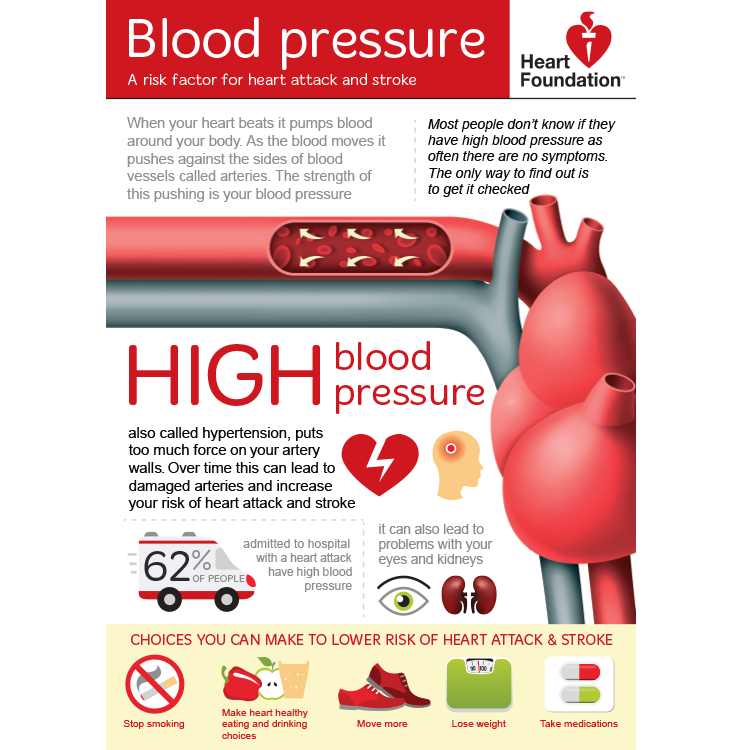 Blood pressure
A risk factor for heart attack and stroke
Heart
Foundation™
When your heart beats it pumps blood
around your body. As the blood moves it
pushes against the sides of blood
vessels called arteries. The strength of
this pushing is your blood pressure
Most people don't know if they
have high blood pressure as
often there are no symptoms.
The only way to find out is
to get it checked
HIGH blood
pressure
also called hypertension, puts
too much force on your artery
walls. Over time this can lead to
damaged arteries and increase
your risk of heart attack and stroke
62%
OF PEOPLE
admitted to hospital
with a heart attack
have high blood
pressure
it can also lead to
problems with your
eyes and kidneys
CHOICES YOU CAN MAKE TO LOWER RISK OF HEART ATTACK & STROKE
Stop smoking
Make heart healthy
eating and drinking
choices
Move more
90 100
Lose weight
Take medications